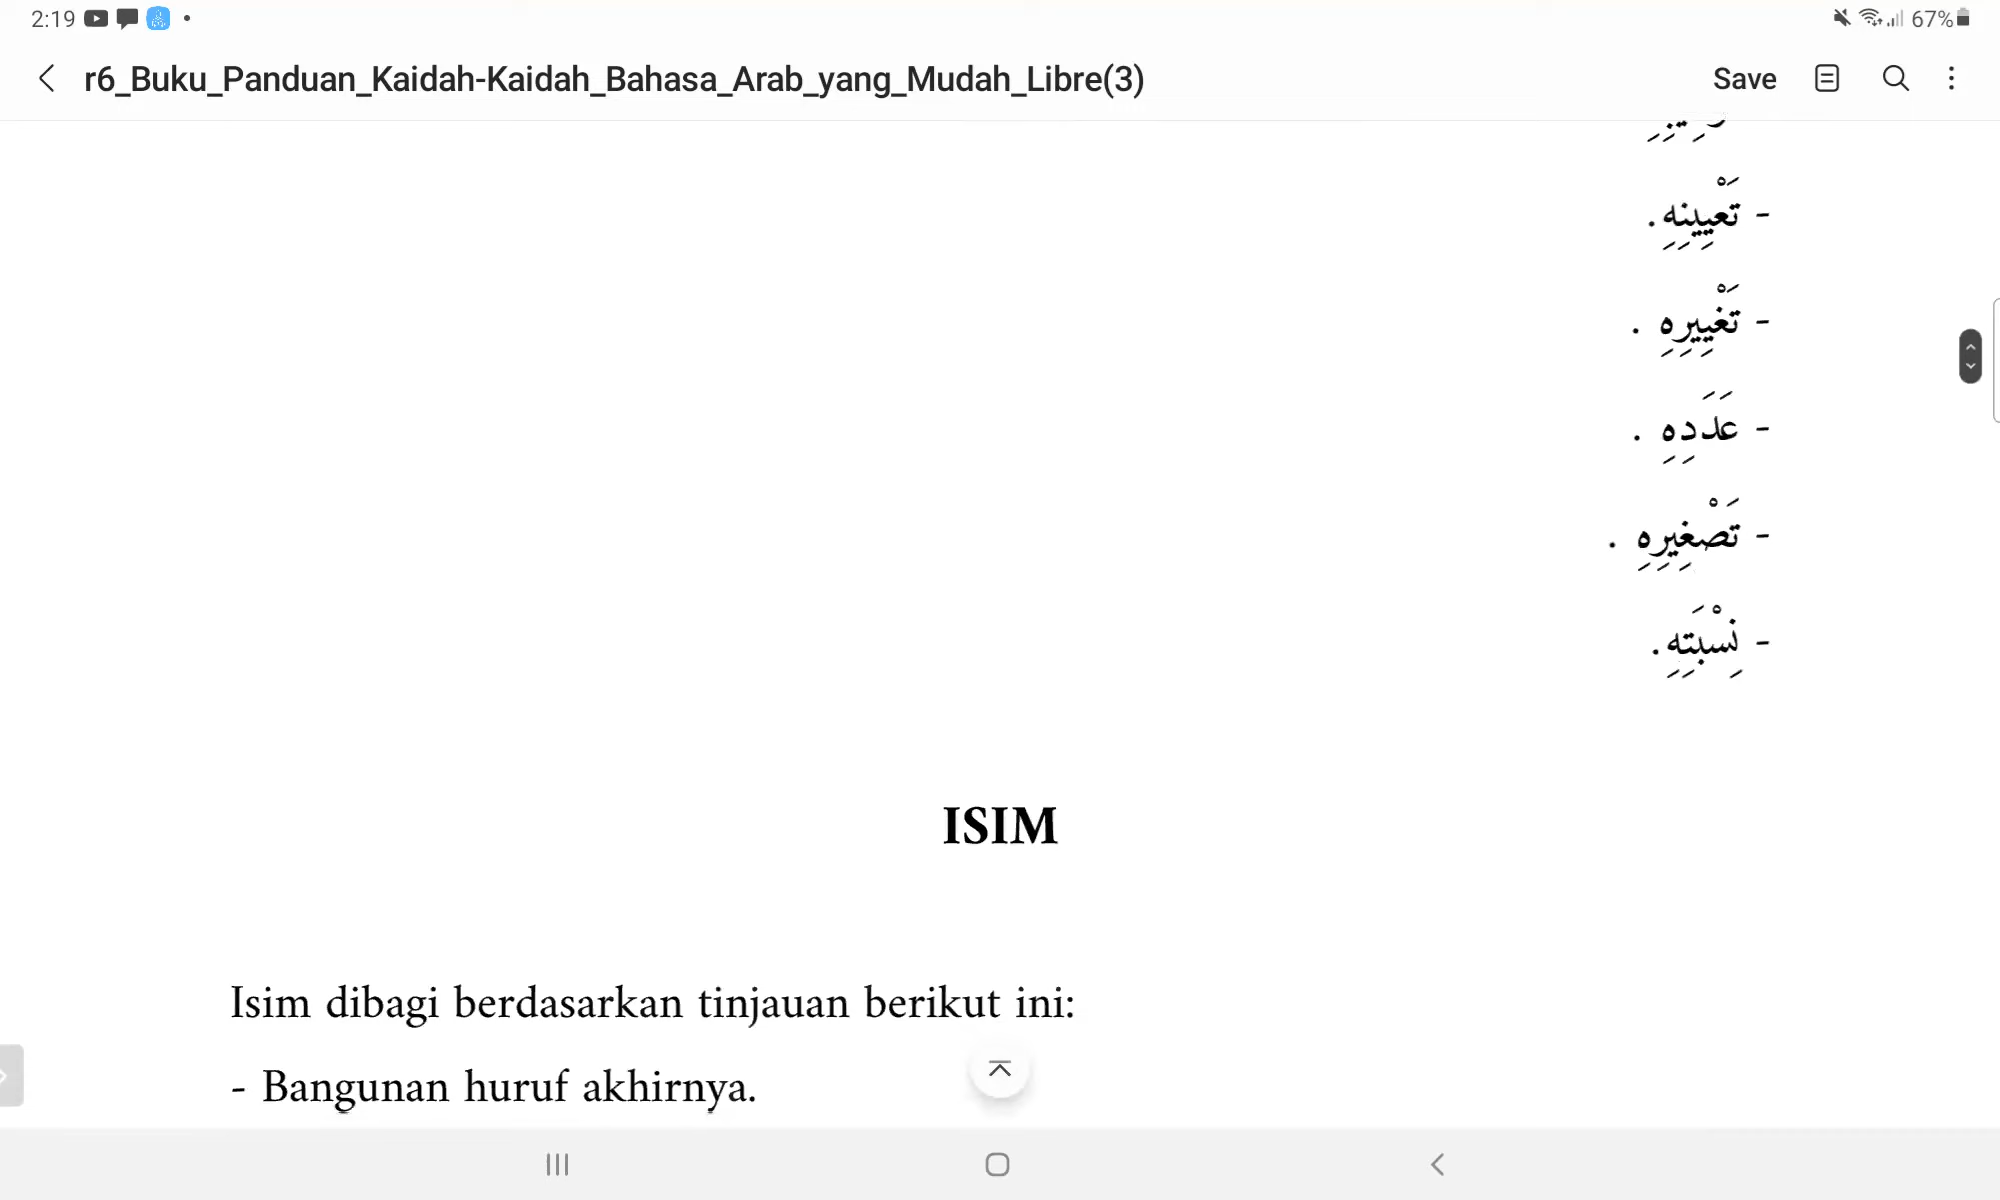 2:19
67%
r6_Buku_Panduan_Kaidah-Kaidah_Bahasa_Arab_yang_Mudah_Libre(3)
Save
- تَعْيِينِهِ.
- تَغْيِيرِهِ .
- عَدَدِهِ .
- تَصْغِيرِهِ .
- نِسْبَتِهِ.
ISIM
Isim dibagi berdasarkan tinjauan berikut ini:
- Bangunan huruf akhirnya.